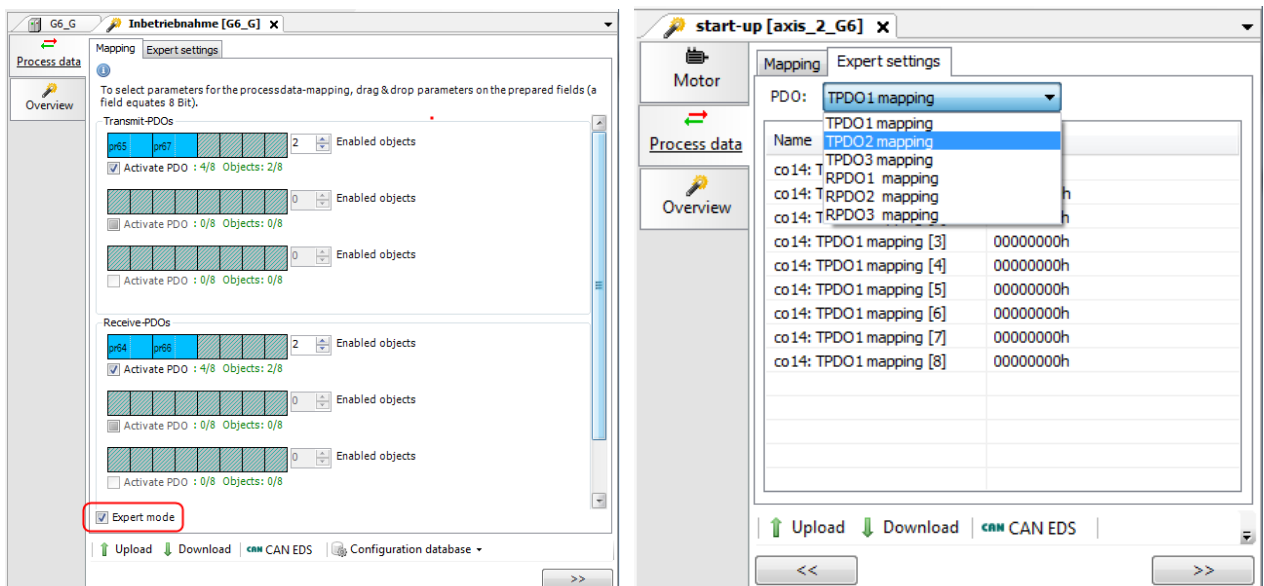 G6_G
Inbetriebnahme [G6_G] X
Process data
Overview
Mapping
Expert settings
To select parameters for the processdata-mapping, drag & drop parameters on the prepared fields (a
field equates 8 Bit).
Transmit-PDOs
pr65 pr67 2 Enabled objects
Activate PDO : 4/8 Objects: 2/8
0 Enabled objects
Activate PDO : 0/8 Objects: 0/8
0 Enabled objects
Activate PDO : 0/8 Objects: 0/8
Receive-PDOs
pr64 pr66 2 Enabled objects
Activate PDO : 4/8 Objects: 2/8
0 Enabled objects
Activate PDO : 0/8 Objects: 0/8
0 Enabled objects
Activate PDO : 0/8 Objects: 0/8
Expert mode
Upload Download CAN CAN EDS Configuration database
>>
start-up [axis_2_G6] X
Motor
Process data
Overview
Mapping
Expert settings
PDO: TPDO1 mapping
TPDO1 mapping
Name TPDO2 mapping
TPDO3 mapping
co14: T
RPDO1 mapping
co14: T RPDO2 mapping h
co14: T RPDO3 mapping h
co14: TPDO1 mapping [3] 00000000h
co14: TPDO1 mapping [4] 00000000h
co14: TPDO1 mapping [5] 00000000h
co14: TPDO1 mapping [6] 00000000h
co14: TPDO1 mapping [7] 00000000h
co14: TPDO1 mapping [8] 00000000h
Upload Download CAN CAN EDS
<< >>